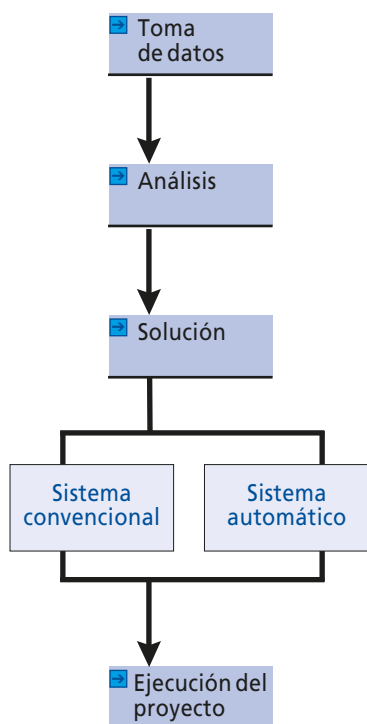 Toma
de datos
Análisis
Solución
Sistema
convencional
Sistema
automático
Ejecución del
proyecto